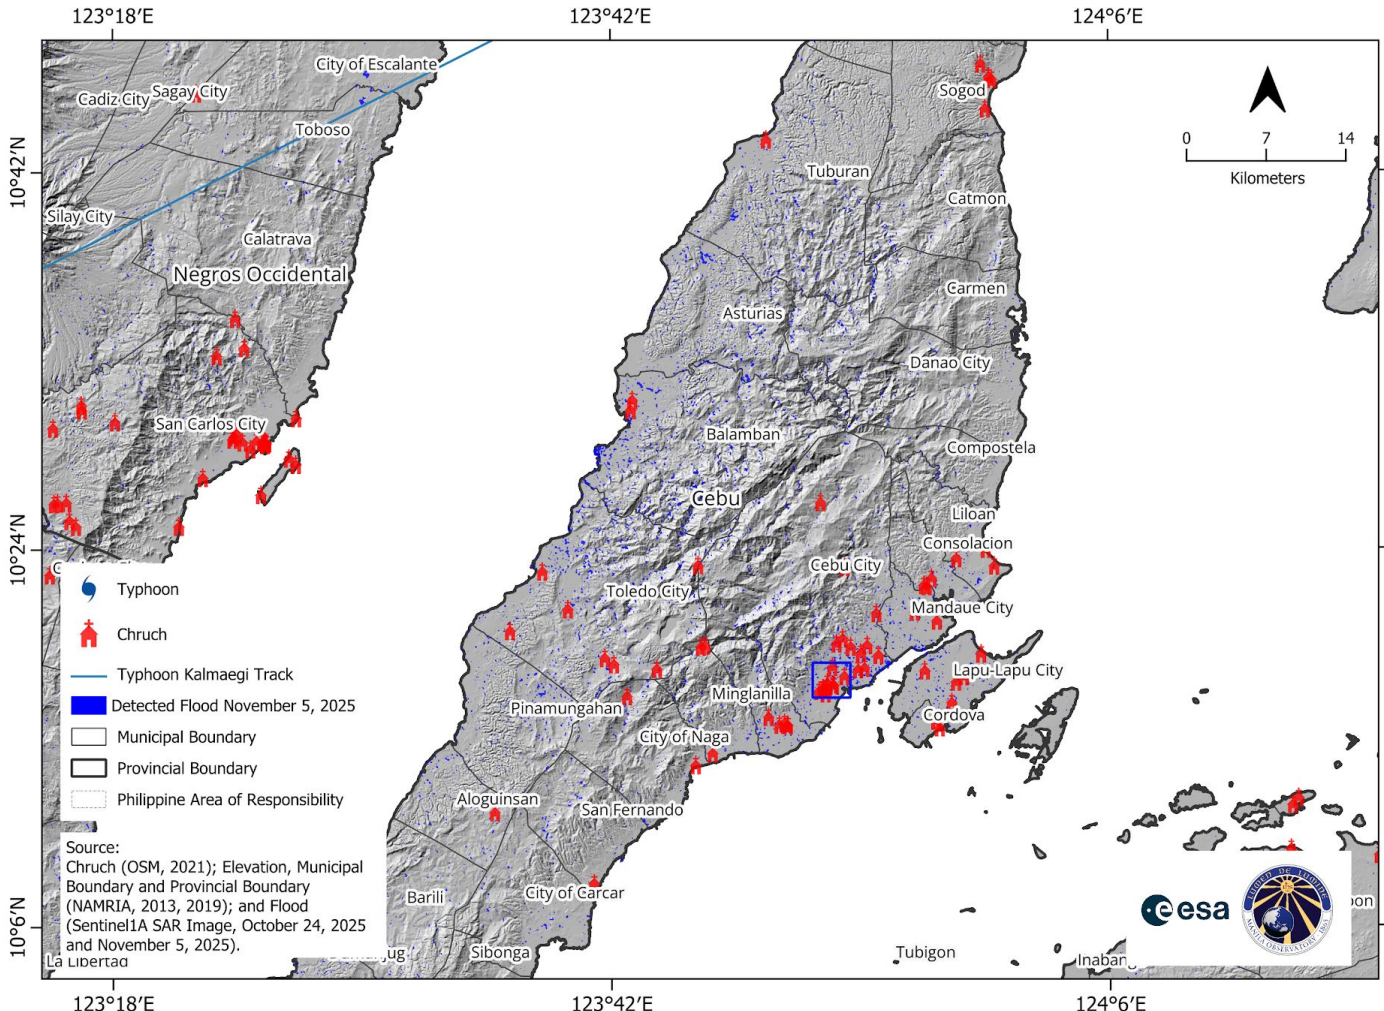 123°18′E
123°42′E
124°6′E
City of Escalante
Cadiz City
Sagay City
Toboso
Sogod
0 7 14
Kilometers
10°42′N
Tuburan
Catmon
Silay City
Calatrava
Negros Occidental
Carmen
Asturias
Danao City
San Carlos City
Balamban
Compostela
Cebu
Liloan
Consolacion
10°24′N
Cebu City
Toledo City
Mandaue City
Lapu-Lapu City
Minglanilla
Pinamungahan
Cordova
City of Naga
Aloguinsan
San Fernando
Barili
City of Carcar
Sibonga
Tubigon
10°6′N
La Libertad
Typhoon
Chruch
Typhoon Kalmaegi Track
Detected Flood November 5, 2025
Municipal Boundary
Provincial Boundary
Philippine Area of Responsibility
Source:
Chruch (OSM, 2021); Elevation, Municipal
Boundary and Provincial Boundary
(NAMRIA, 2013, 2019); and Flood
(Sentinel1A SAR Image, October 24, 2025
and November 5, 2025).
esa
LUMEN DE LUMINE
MANILA OBSERVATORY · 1865
123°18′E
123°42′E
124°6′E